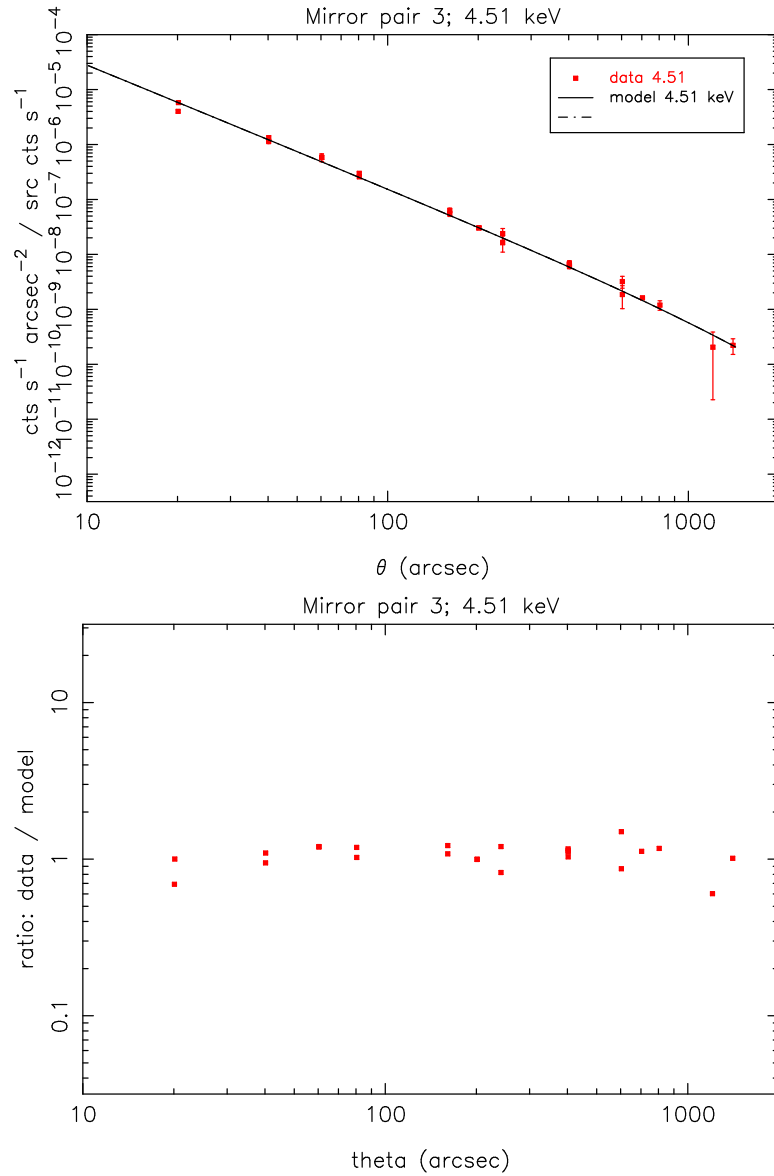 Mirror pair 3; 4.51 keV
cts s⁻¹ arcsec⁻² / src cts s⁻¹
10⁻⁴
10⁻⁵
10⁻⁶
10⁻⁷
10⁻⁸
10⁻⁹
10⁻¹⁰
10⁻¹¹
10⁻¹²
data 4.51
model 4.51 keV
10
100
1000
θ (arcsec)
Mirror pair 3; 4.51 keV
ratio: data / model
10
1
0.1
10
100
1000
theta (arcsec)